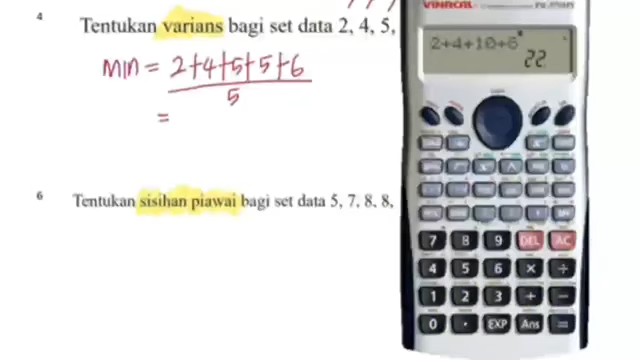 VINACAL
4 Tentukan varians bagi set data 2, 4, 5,
2+4+10+6
22
min = 2+4+5+5+6
5
=
6 Tentukan sisihan piawai bagi set data 5, 7, 8, 8,
7 8 9 DEL AC
4 5 6 × ÷
1 2 3 + −
0 . EXP Ans =